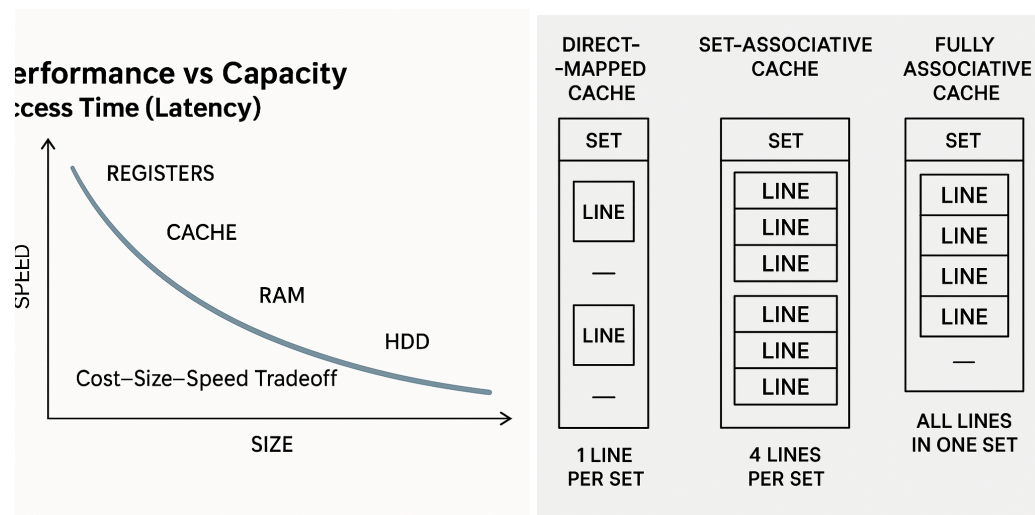 erformance vs Capacity
ccess Time (Latency)
REGISTERS
CACHE
RAM
HDD
Cost–Size–Speed Tradeoff
SPEED
SIZE
DIRECT-
-MAPPED
CACHE
SET
LINE
LINE
1 LINE
PER SET
SET-ASSOCIATIVE
CACHE
SET
LINE
LINE
LINE
LINE
LINE
LINE
4 LINES
PER SET
FULLY
ASSOCIATIVE
CACHE
SET
LINE
LINE
LINE
LINE
ALL LINES
IN ONE SET